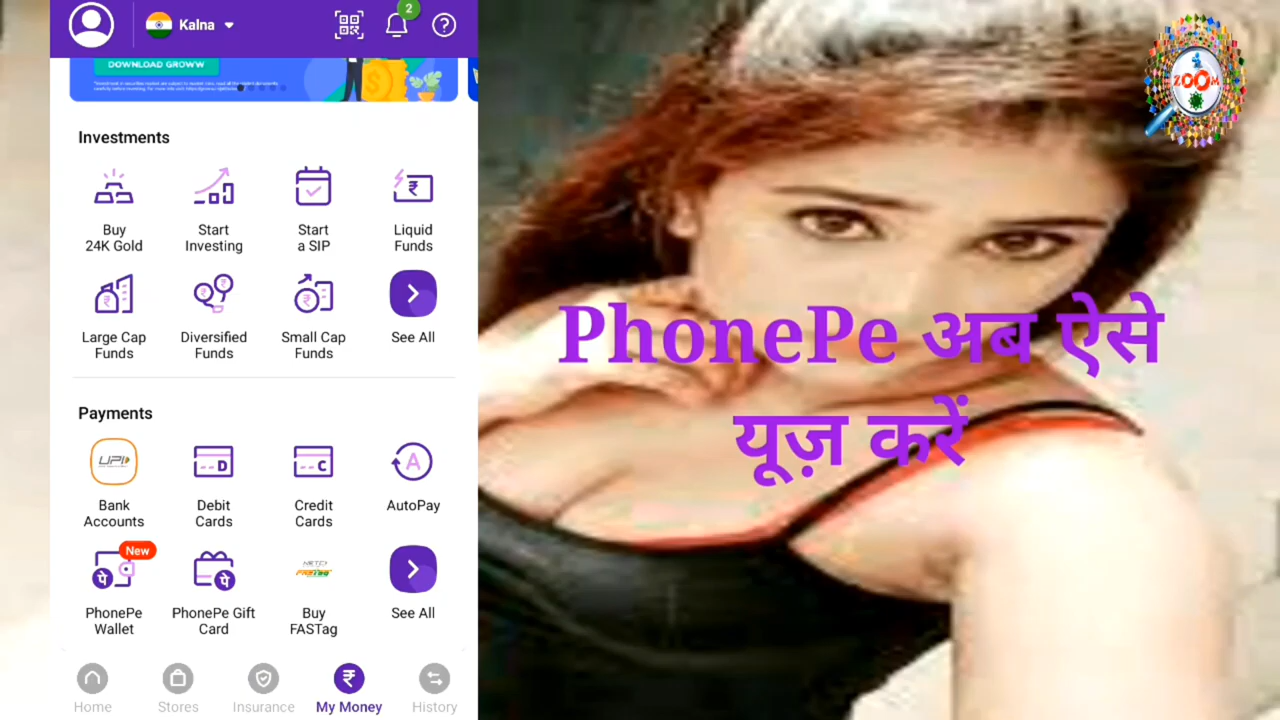 Kalna
2
DOWNLOAD GROWW
Investments
Buy
24K Gold
Start
Investing
Start
a SIP
Liquid
Funds
Large Cap
Funds
Diversified
Funds
Small Cap
Funds
See All
Payments
UPI
Bank
Accounts
D
Debit
Cards
C
Credit
Cards
A
AutoPay
New
पे
PhonePe
Wallet
पे
PhonePe Gift
Card
Buy
FASTag
See All
Home
Stores
Insurance
My Money
History
ZOOM
PhonePe अब ऐसे
यूज़ करें